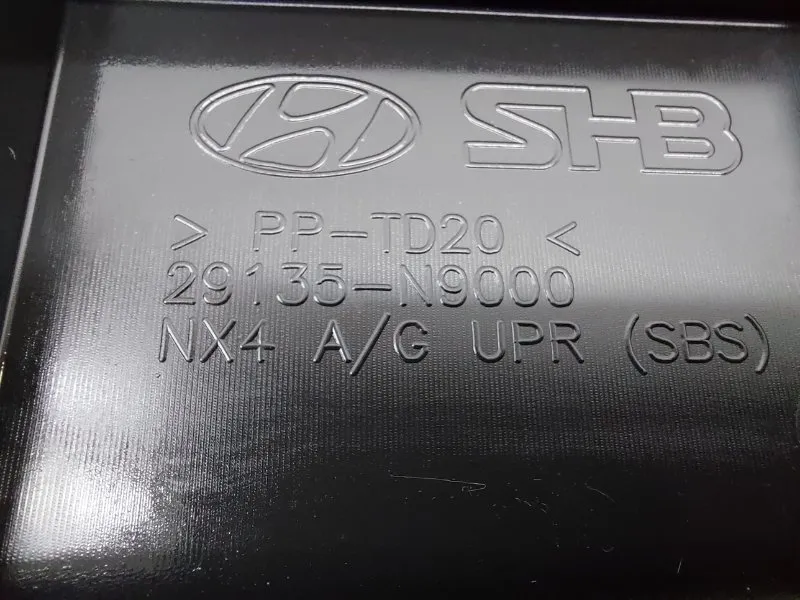 SHB
> PP-TD20 <
29135-N9000
NX4 A/G UPR (SBS)